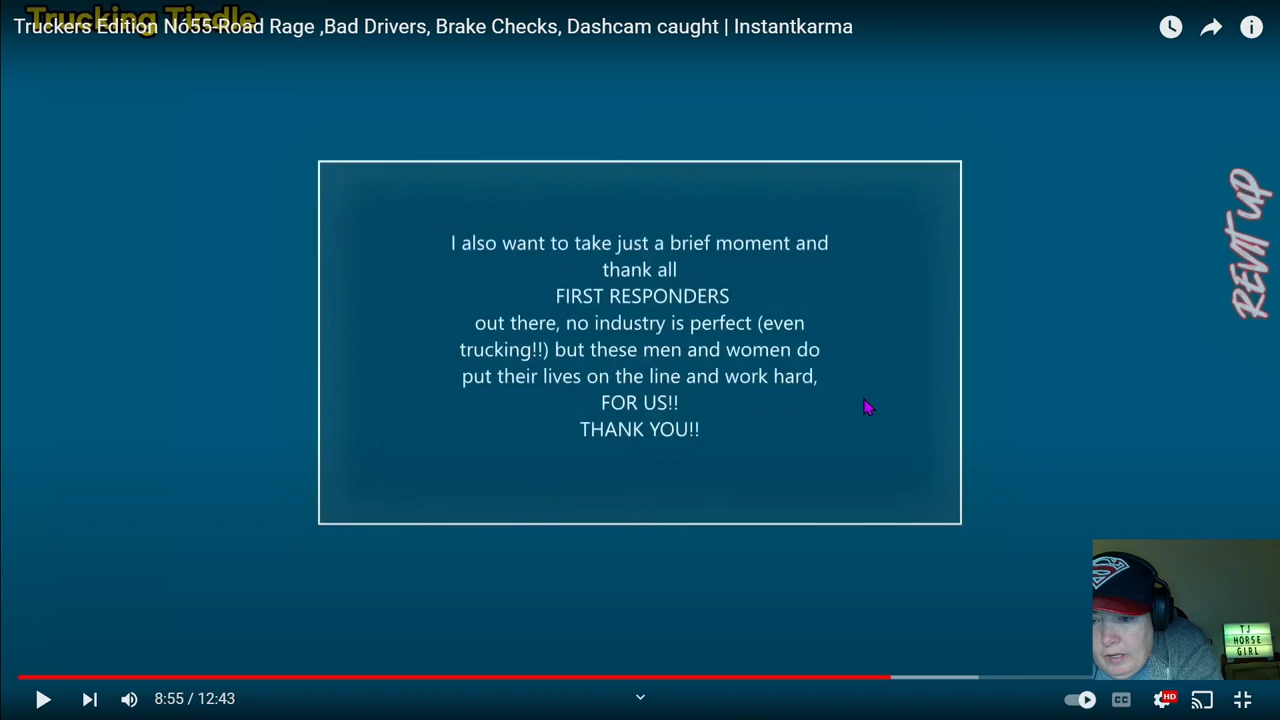 Trucking Tindle
Truckers Edition Nó55-Road Rage ,Bad Drivers, Brake Checks, Dashcam caught | Instantkarma
REVIT UP
I also want to take just a brief moment and
thank all
FIRST RESPONDERS
out there, no industry is perfect (even
trucking!!) but these men and women do
put their lives on the line and work hard,
FOR US!!
THANK YOU!!
TJ
HORSE
GIRL
8:55 / 12:43
CC
HD